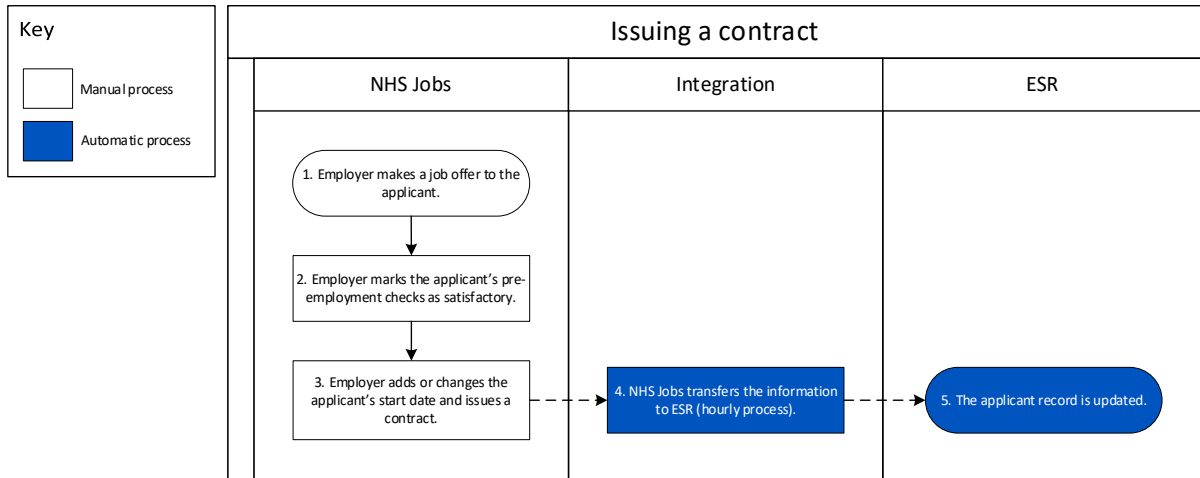 Key
Manual process
Automatic process
Issuing a contract
NHS Jobs
Integration
ESR
1. Employer makes a job offer to the
applicant.
2. Employer marks the applicant’s pre-
employment checks as satisfactory.
3. Employer adds or changes the
applicant’s start date and issues a
contract.
4. NHS Jobs transfers the information
to ESR (hourly process).
5. The applicant record is updated.